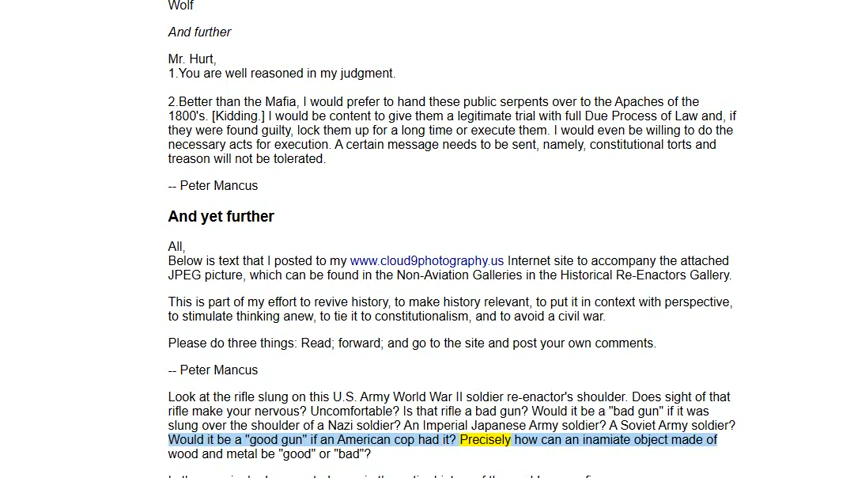 Wolf
And further
Mr. Hurt,
1.You are well reasoned in my judgment.
2.Better than the Mafia, I would prefer to hand these public serpents over to the Apaches of the
1800's. [Kidding.] I would be content to give them a legitimate trial with full Due Process of Law and, if
they were found guilty, lock them up for a long time or execute them. I would even be willing to do the
necessary acts for execution. A certain message needs to be sent, namely, constitutional torts and
treason will not be tolerated.
-- Peter Mancus
And yet further
All,
Below is text that I posted to my www.cloud9photography.us Internet site to accompany the attached
JPEG picture, which can be found in the Non-Aviation Galleries in the Historical Re-Enactors Gallery.
This is part of my effort to revive history, to make history relevant, to put it in context with perspective,
to stimulate thinking anew, to tie it to constitutionalism, and to avoid a civil war.
Please do three things: Read; forward; and go to the site and post your own comments.
-- Peter Mancus
Look at the rifle slung on this U.S. Army World War II soldier re-enactor's shoulder. Does sight of that
rifle make your nervous? Uncomfortable? Is that rifle a bad gun? Would it be a "bad gun" if it was
slung over the shoulder of a Nazi soldier? An Imperial Japanese Army soldier? A Soviet Army soldier?
Would it be a "good gun" if an American cop had it? Precisely how can an inamiate object made of
wood and metal be "good" or "bad"?